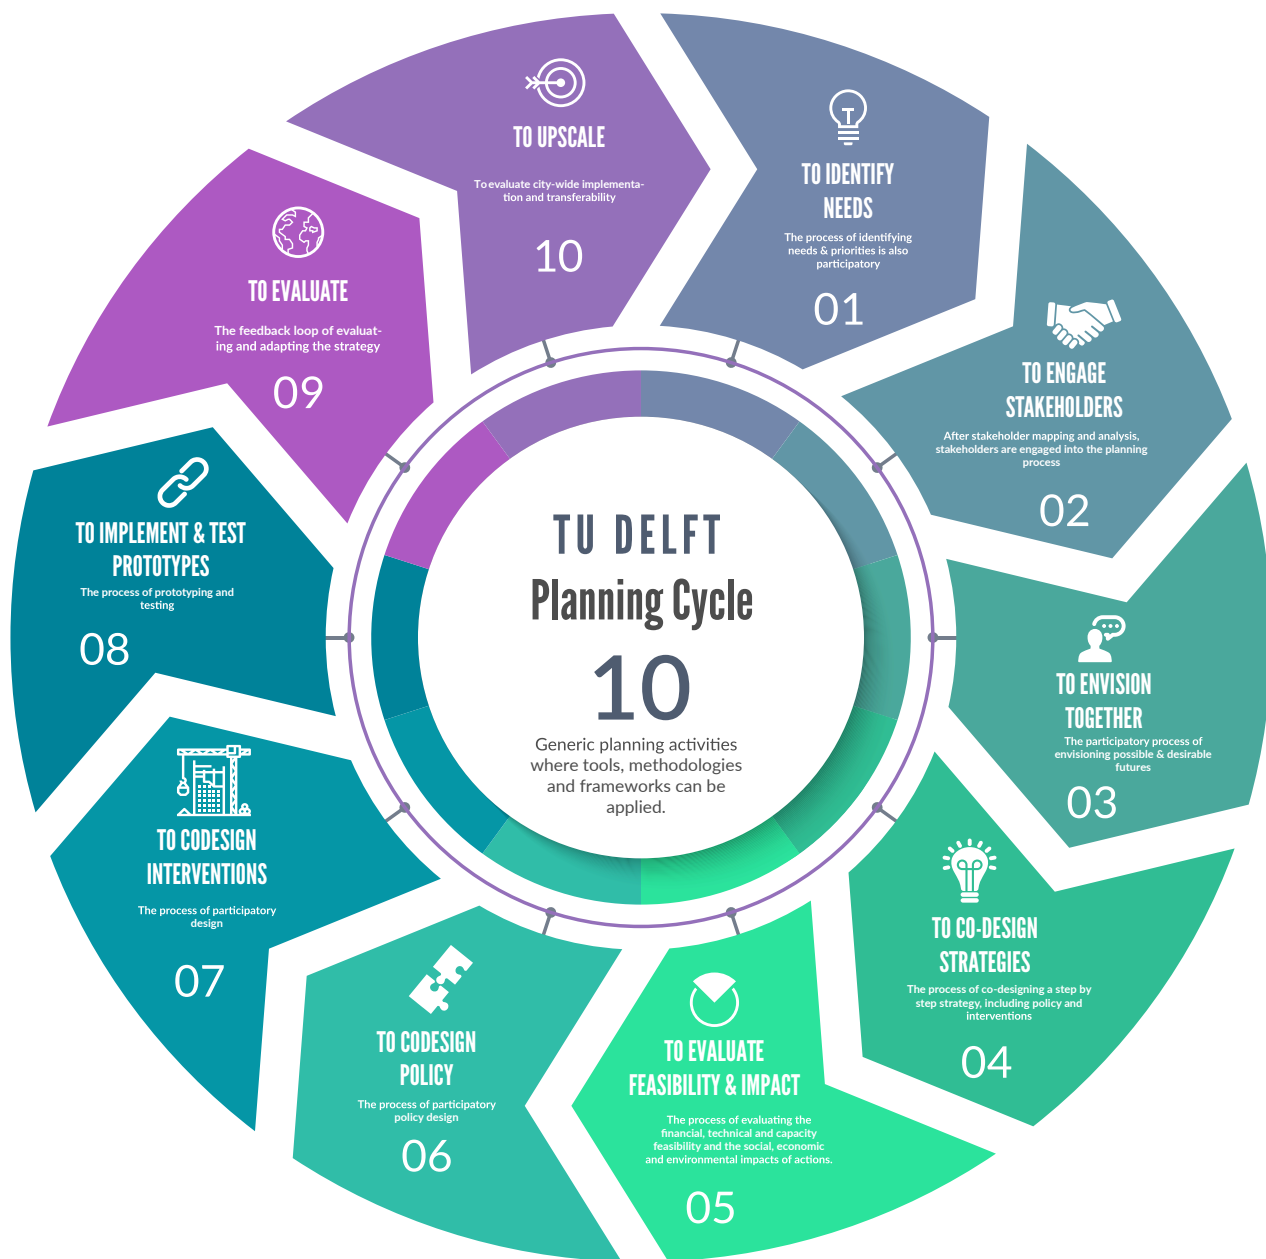 TU DELFT
Planning Cycle
10
Generic planning activities
where tools, methodologies
and frameworks can be
applied.
TO IDENTIFY
NEEDS
The process of identifying
needs & priorities is also
participatory
01
TO ENGAGE
STAKEHOLDERS
After stakeholder mapping and analysis,
stakeholders are engaged into the planning
process
02
TO ENVISION
TOGETHER
The participatory process of
envisioning possible & desirable
futures
03
TO CO-DESIGN
STRATEGIES
The process of co-designing a step by
step strategy, including policy and
interventions
04
TO EVALUATE
FEASIBILITY & IMPACT
The process of evaluating the
financial, technical and capacity
feasibility and the social, economic
and environmental impacts of actions.
05
TO CODESIGN
POLICY
The process of participatory
policy design
06
TO CODESIGN
INTERVENTIONS
The process of participatory
design
07
TO IMPLEMENT & TEST
PROTOTYPES
The process of prototyping and
testing
08
TO EVALUATE
The feedback loop of evaluat-
ing and adapting the strategy
09
TO UPSCALE
To evaluate city-wide implementa-
tion and transferability
10